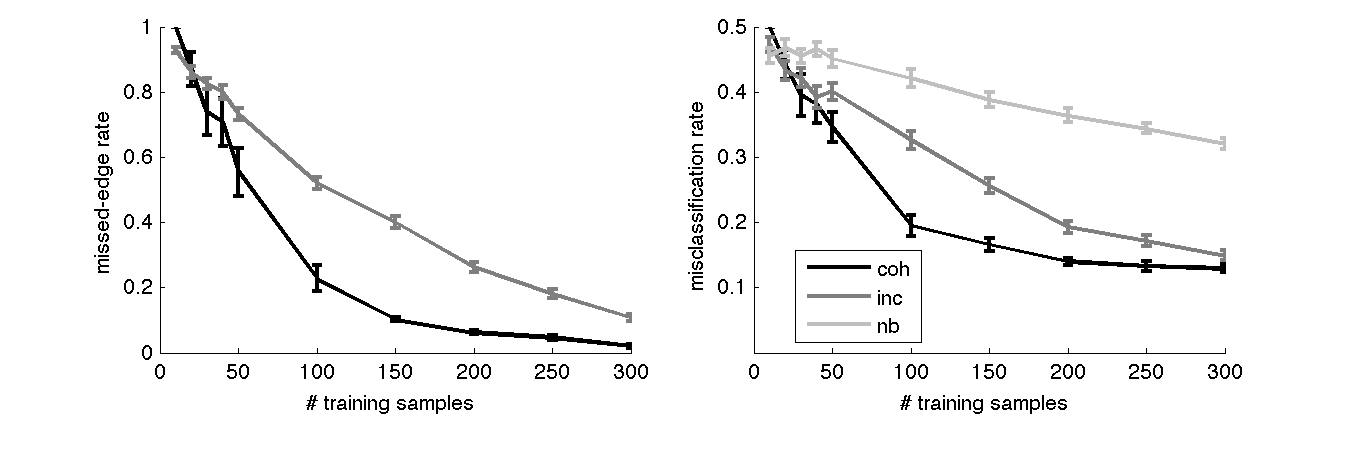 missed-edge rate
1
0.8
0.6
0.4
0.2
0
0 50 100 150 200 250 300
# training samples
misclassification rate
0.5
0.4
0.3
0.2
0.1
coh
inc
nb
0 50 100 150 200 250 300
# training samples